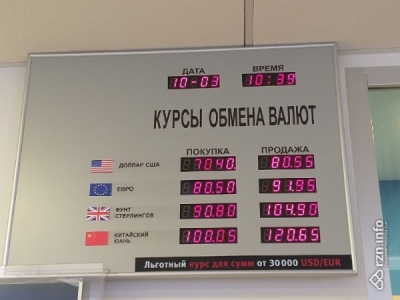 ДАТА ВРЕМЯ
10-03 10:39
КУРСЫ ОБМЕНА ВАЛЮТ
ПОКУПКА ПРОДАЖА
ДОЛЛАР США 7040. 80.55
ЕВРО 80.50 91.95
ФУНТ СТЕРЛИНГОВ 90.80 104.90
КИТАЙСКИЙ ЮАНЬ 100.05 120.65
Льготный курс для сумм от 30000 USD/EUR
rzn.info